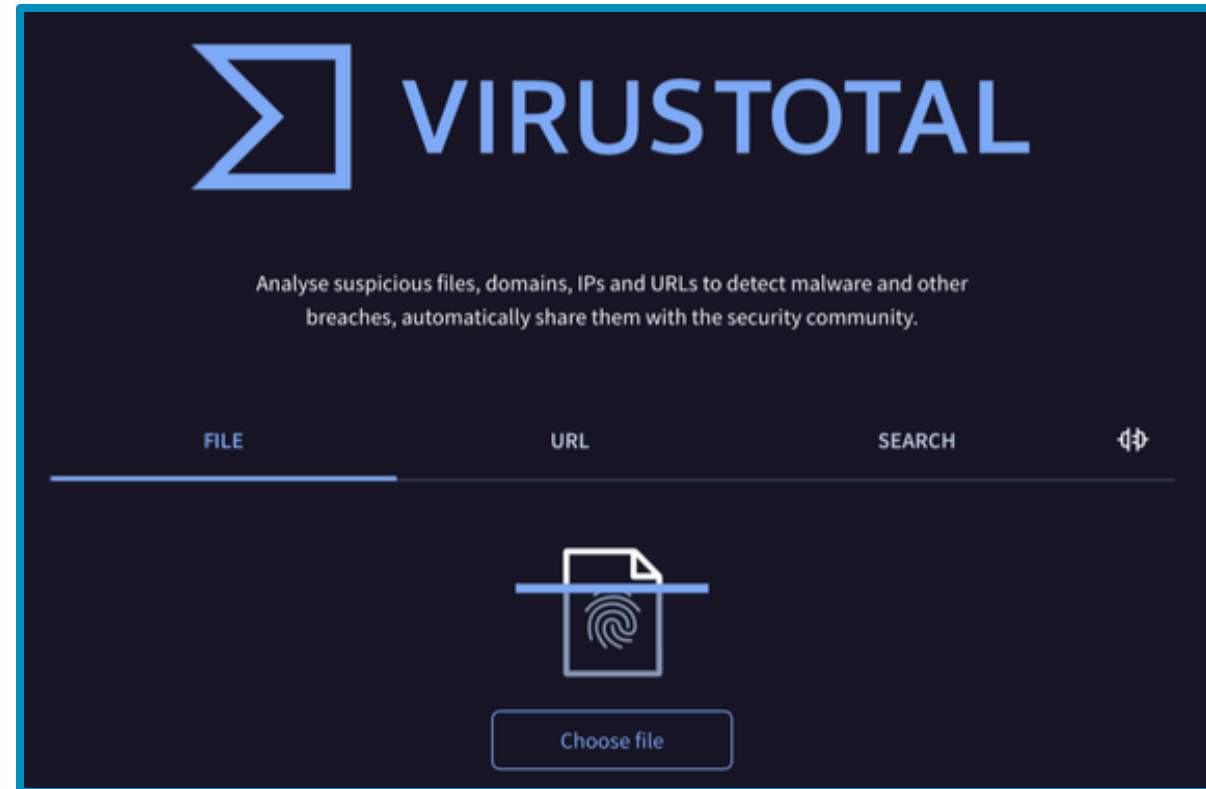 VIRUSTOTAL
Analyse suspicious files, domains, IPs and URLs to detect malware and other
breaches, automatically share them with the security community.
FILE URL SEARCH
Choose file